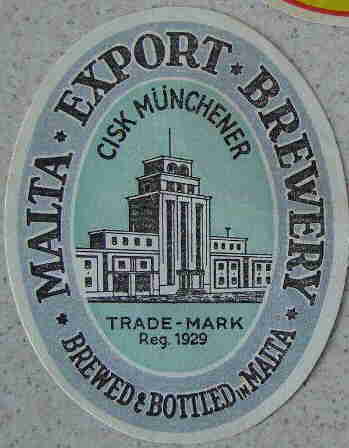 * MALTA * EXPORT * BREWERY *
CISK MÜNCHENER
TRADE-MARK
Reg. 1929
BREWED & BOTTLED IN MALTA